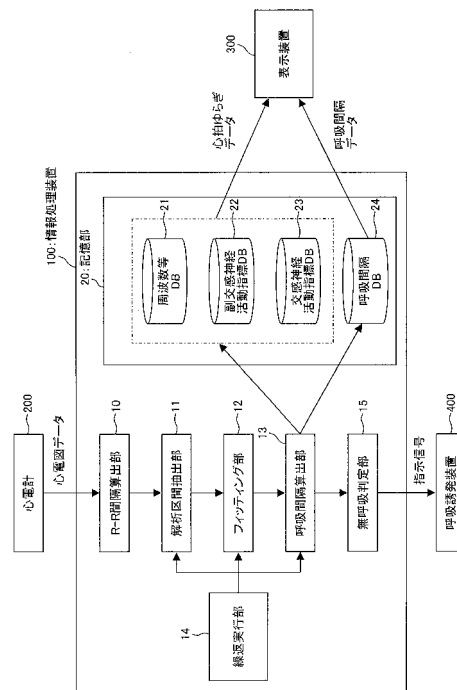 200
心電計
心電図データ
100:情報処理装置
20:記憶部
10
R-R間隔算出部
11
解析区間抽出部
12
フィッティング部
13
呼吸間隔算出部
14
繰返実行部
15
無呼吸判定部
指示信号
400
呼吸誘発装置
21
周波数等
DB
22
副交感神経
活動指標DB
23
交感神経
活動指標DB
24
呼吸間隔
DB
心拍ゆらぎ
データ
呼吸間隔
データ
300
表示装置